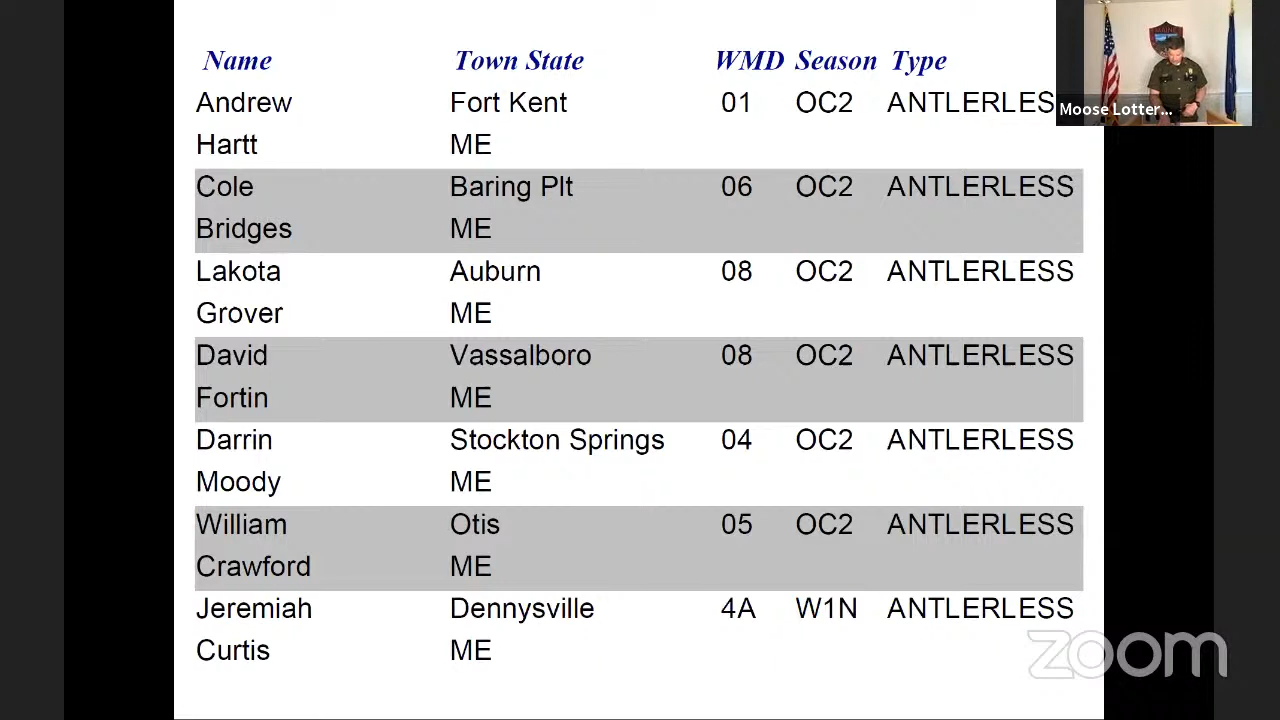 Name Town State WMD Season Type
Andrew Fort Kent 01 OC2 ANTLERLES
Hartt ME
Cole Baring Plt 06 OC2 ANTLERLESS
Bridges ME
Lakota Auburn 08 OC2 ANTLERLESS
Grover ME
David Vassalboro 08 OC2 ANTLERLESS
Fortin ME
Darrin Stockton Springs 04 OC2 ANTLERLESS
Moody ME
William Otis 05 OC2 ANTLERLESS
Crawford ME
Jeremiah Dennysville 4A W1N ANTLERLESS
Curtis ME
Moose Lotter...
zoom